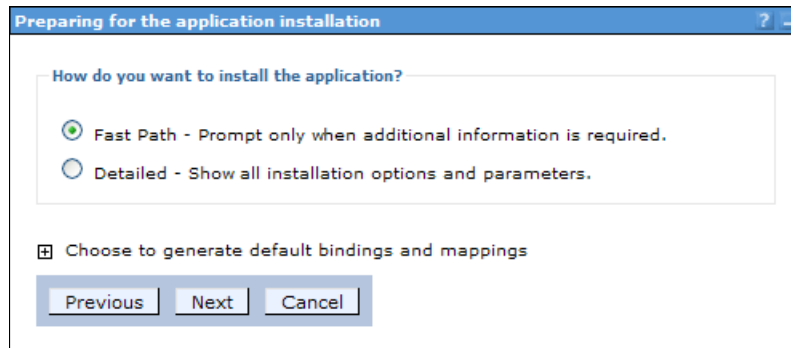 Preparing for the application installation ? -
How do you want to install the application?
Fast Path - Prompt only when additional information is required.
Detailed - Show all installation options and parameters.
+ Choose to generate default bindings and mappings
Previous Next Cancel